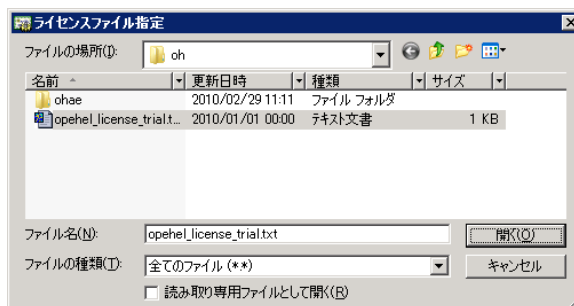 ライセンスファイル指定
ファイルの場所(I): oh
名前 更新日時 種類 サイズ
ohae 2010/02/29 11:11 ファイル フォルダ
opehel_license_trial.t... 2010/01/01 00:00 テキスト文書 1 KB
ファイル名(N): opehel_license_trial.txt 開く(O)
ファイルの種類(T): 全てのファイル (*.*) キャンセル
読み取り専用ファイルとして開く(R)